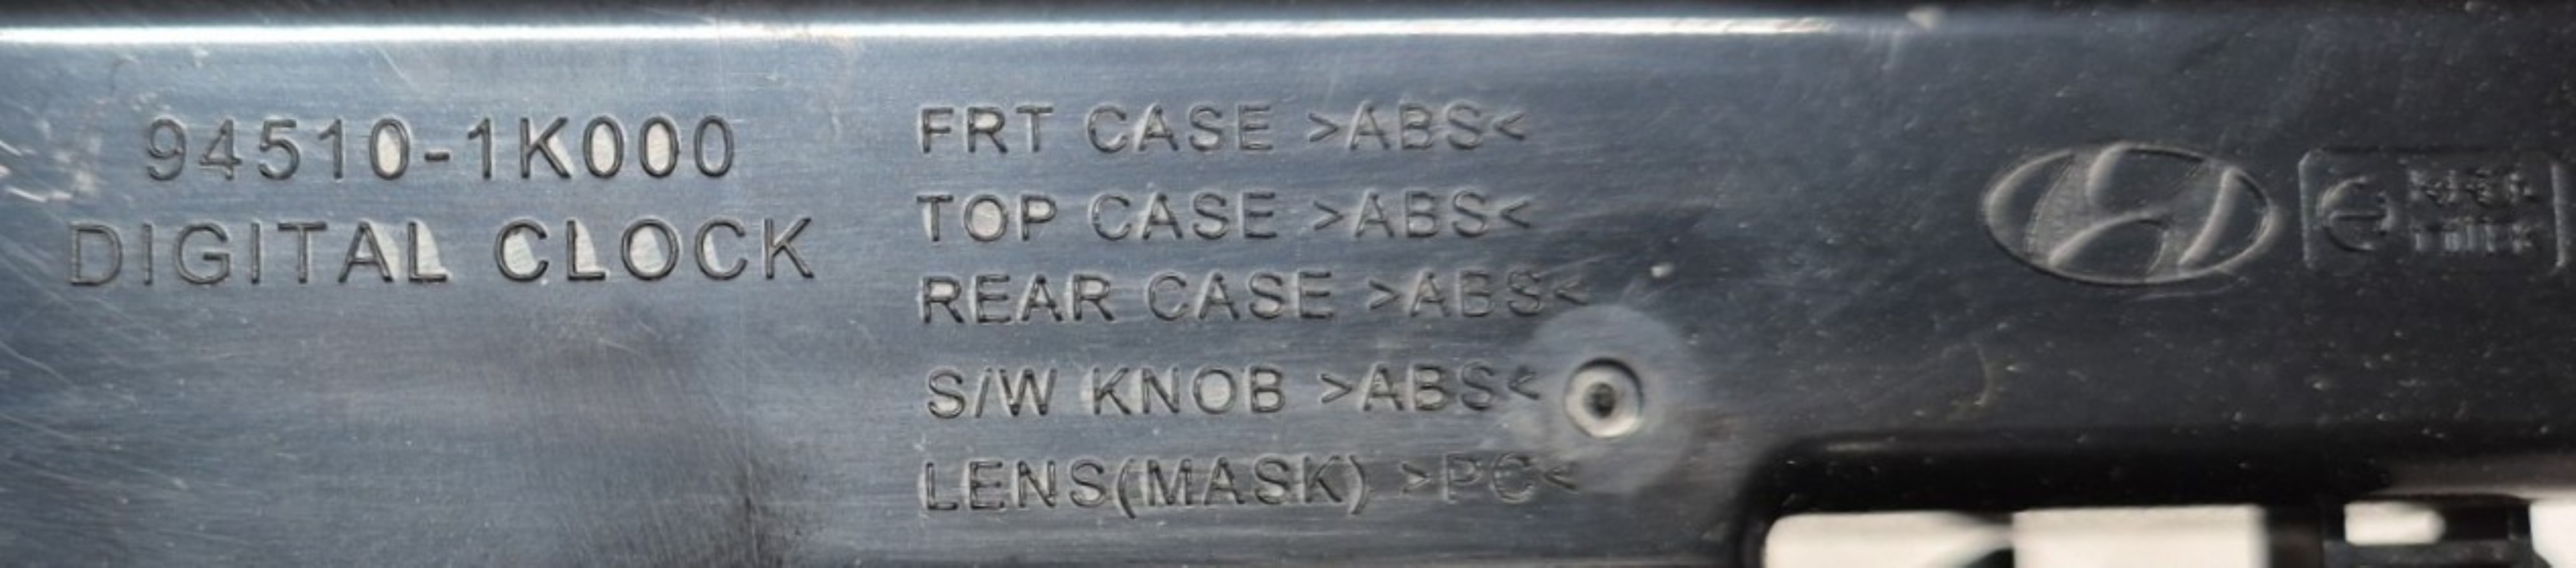 94510-1K000
DIGITAL CLOCK
FRT CASE >ABS<
TOP CASE >ABS<
REAR CASE >ABS<
S/W KNOB >ABS<
LENS(MASK) >PC<